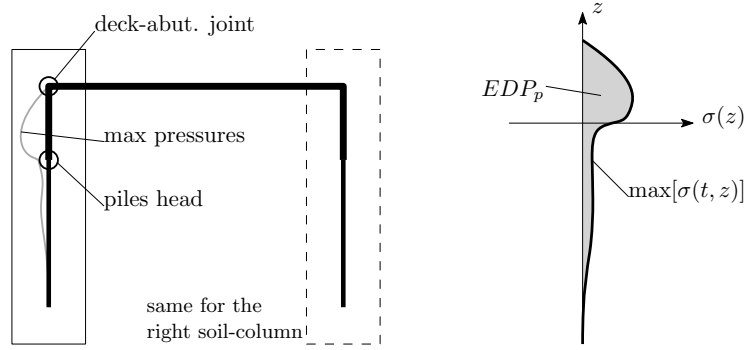 deck-abut. joint
max pressures
piles head
same for the
right soil-column
z
EDP_p
σ(z)
max[σ(t, z)]